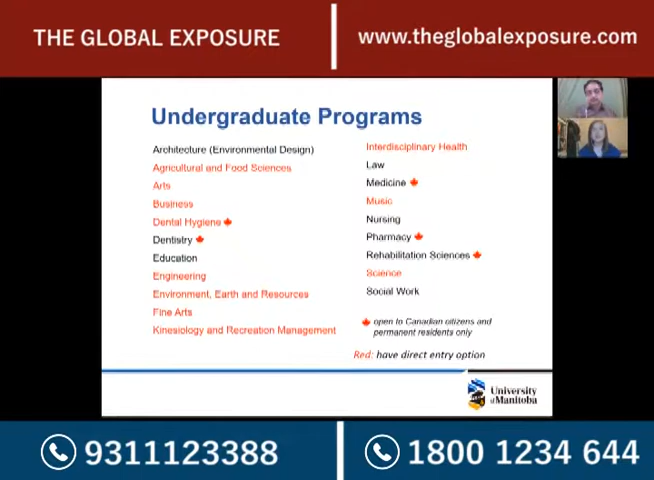 THE GLOBAL EXPOSURE
www.theglobalexposure.com
Undergraduate Programs
Architecture (Environmental Design)
Agricultural and Food Sciences
Arts
Business
Dental Hygiene
Dentistry
Education
Engineering
Environment, Earth and Resources
Fine Arts
Kinesiology and Recreation Management
Interdisciplinary Health
Law
Medicine
Music
Nursing
Pharmacy
Rehabilitation Sciences
Science
Social Work
open to Canadian citizens and
permanent residents only
Red: have direct entry option
University
of Manitoba
9311123388
1800 1234 644